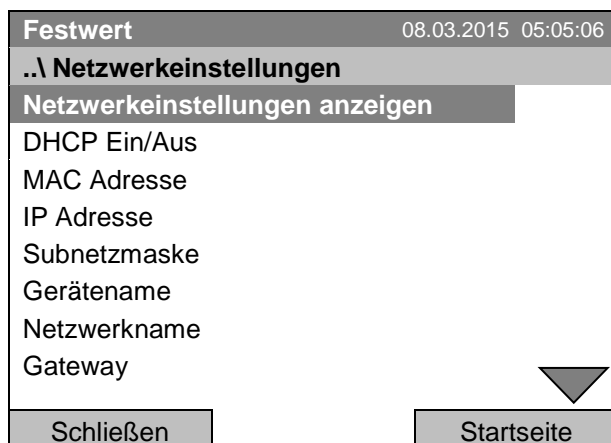 Festwert 08.03.2015 05:05:06
..\ Netzwerkeinstellungen
Netzwerkeinstellungen anzeigen
DHCP Ein/Aus
MAC Adresse
IP Adresse
Subnetzmaske
Gerätename
Netzwerkname
Gateway
Schließen Startseite